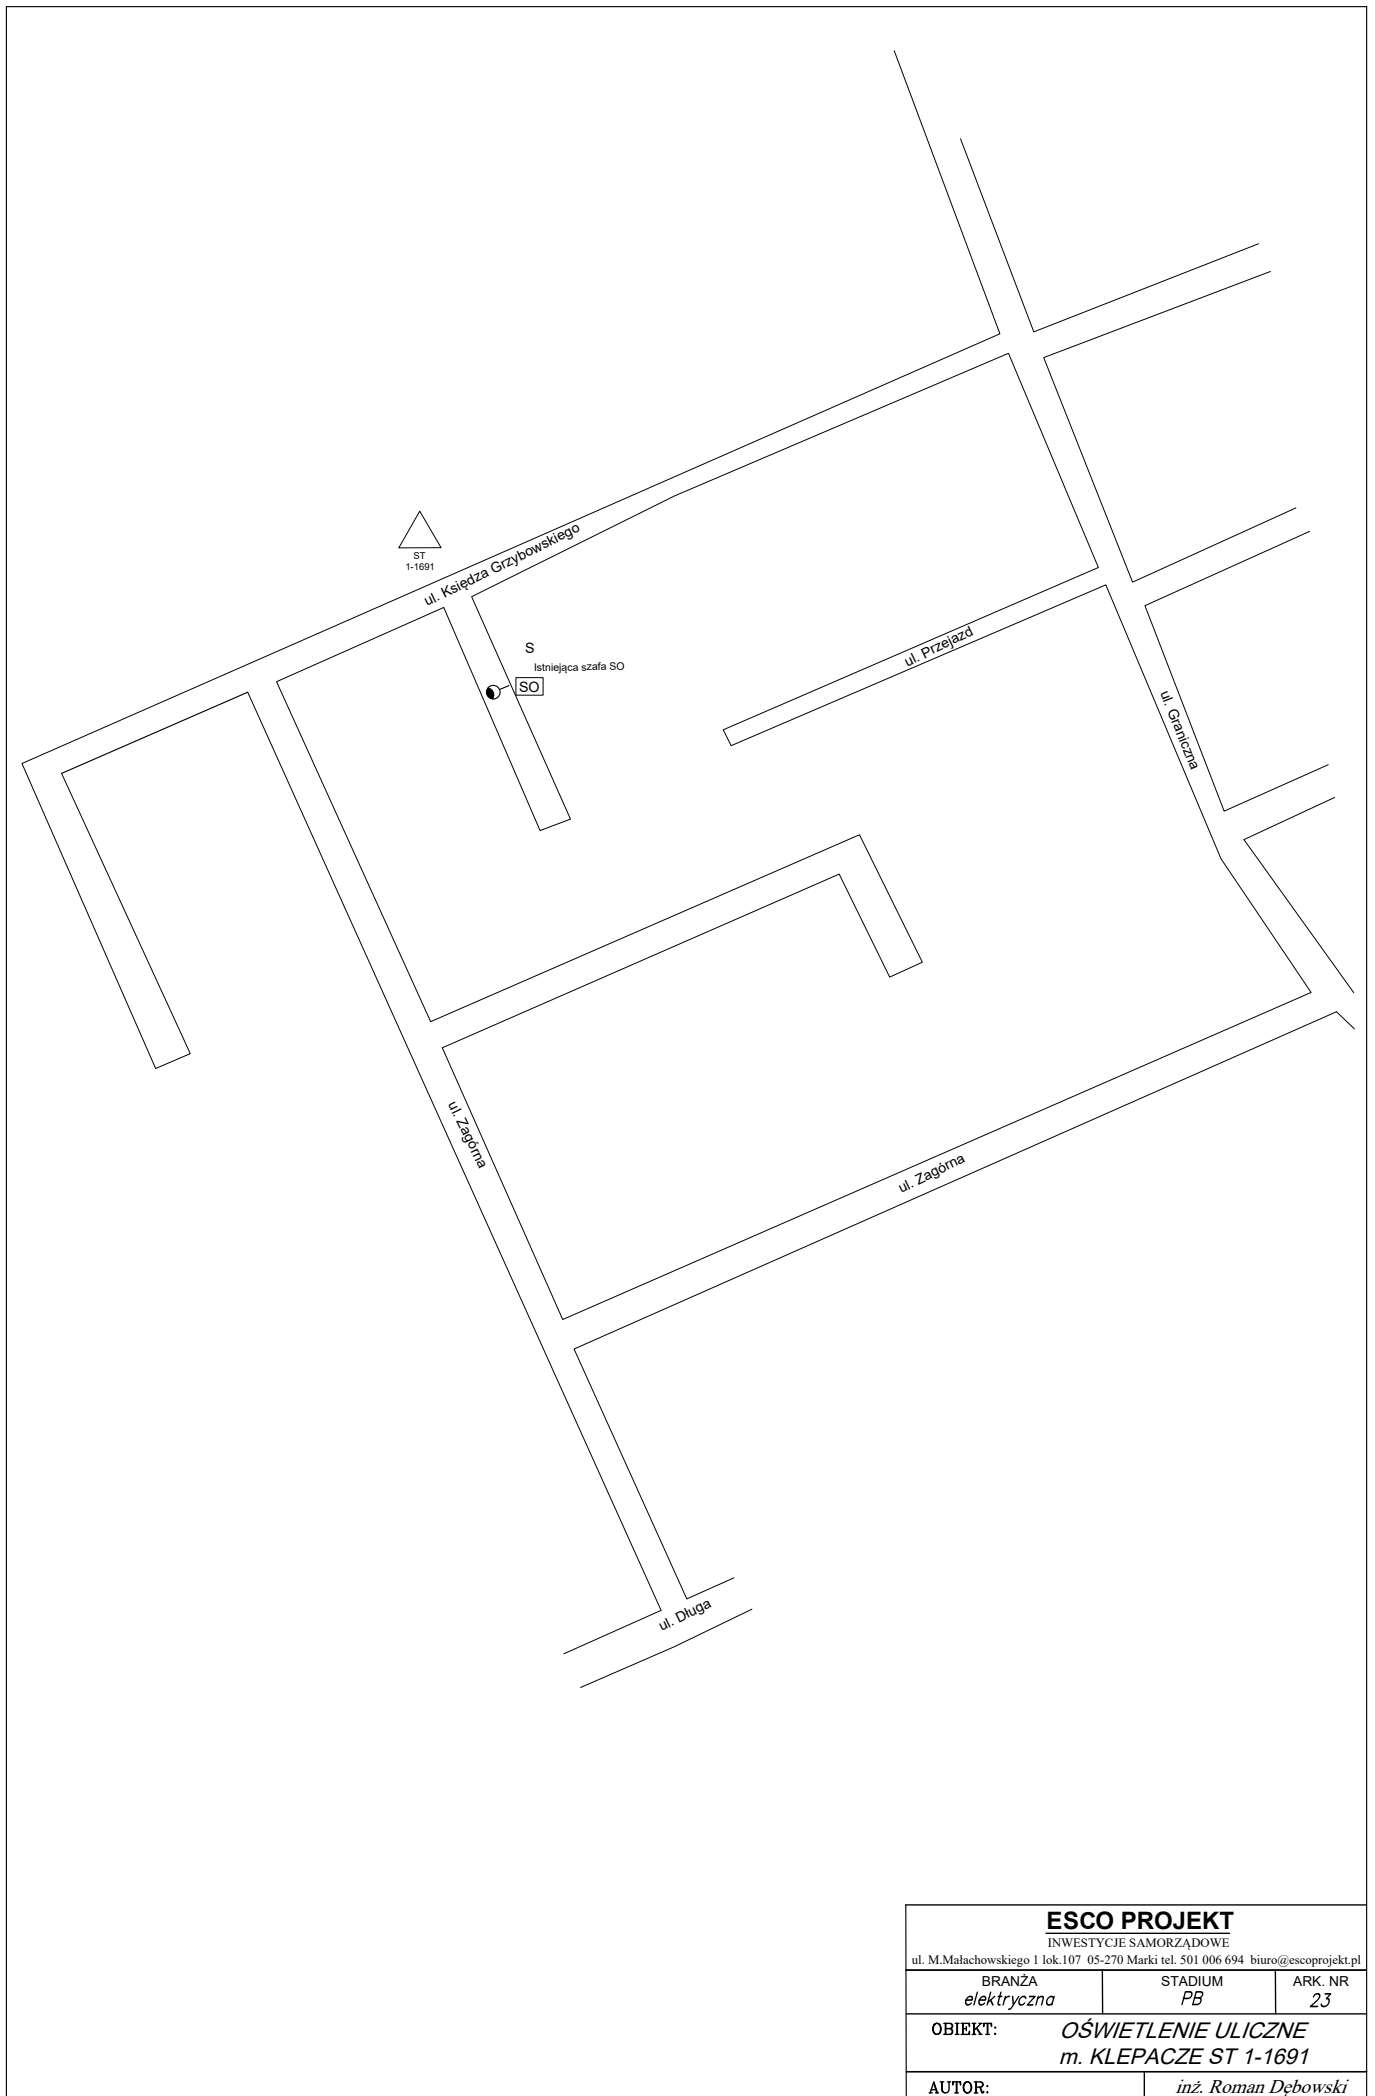 ST
1-1691
ul. Księdza Grzybowskiego
S
Istniejąca szafa SO
SO
ul. Przejazd
ul. Graniczna
ul. Zagórna
ul. Zagórna
ul. Długa
ESCO PROJEKT
INWESTYCJE SAMORZĄDOWE
ul. M.Małachowskiego 1 lok.107 05-270 Marki tel. 501 006 694 biuro@escoprojekt.pl
BRANŻA STADIUM ARK. NR
elektryczna PB 23
OBIEKT: OŚWIETLENIE ULICZNE
m. KLEPACZE ST 1-1691
AUTOR: inż. Roman Dębowski